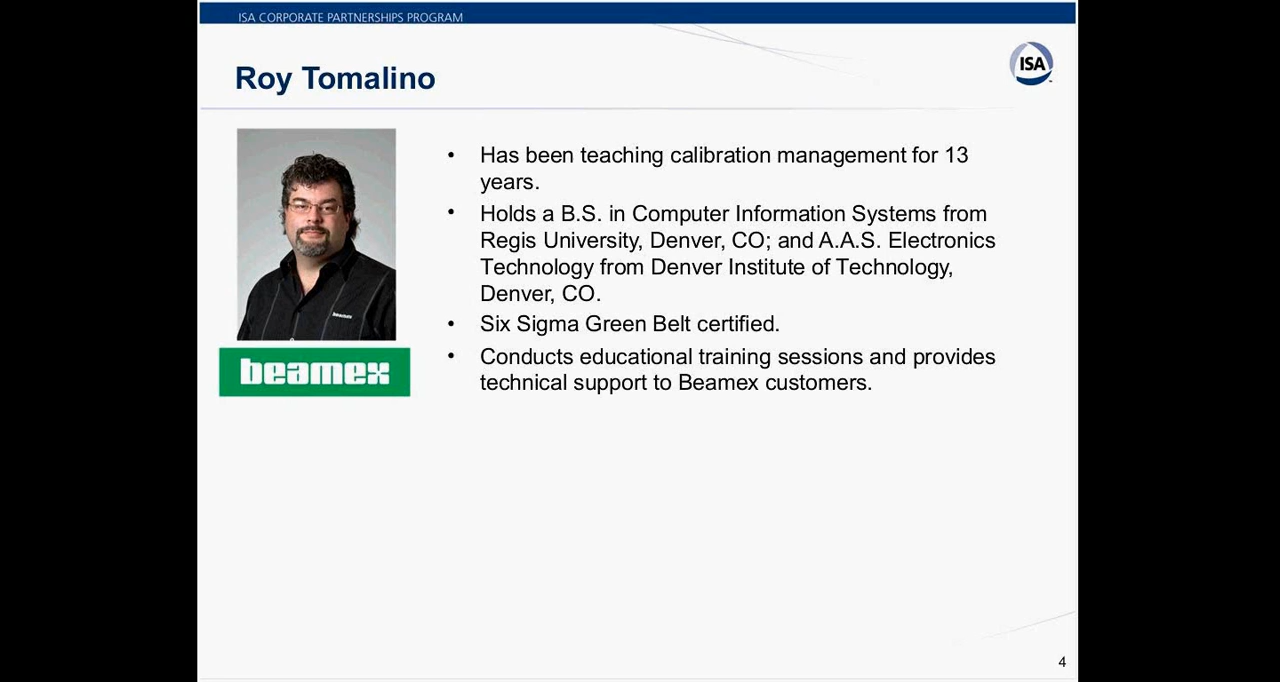 ISA CORPORATE PARTNERSHIPS PROGRAM
Roy Tomalino
ISA
• Has been teaching calibration management for 13
years.
• Holds a B.S. in Computer Information Systems from
Regis University, Denver, CO; and A.A.S. Electronics
Technology from Denver Institute of Technology,
Denver, CO.
• Six Sigma Green Belt certified.
• Conducts educational training sessions and provides
technical support to Beamex customers.
beamex
beamex
4